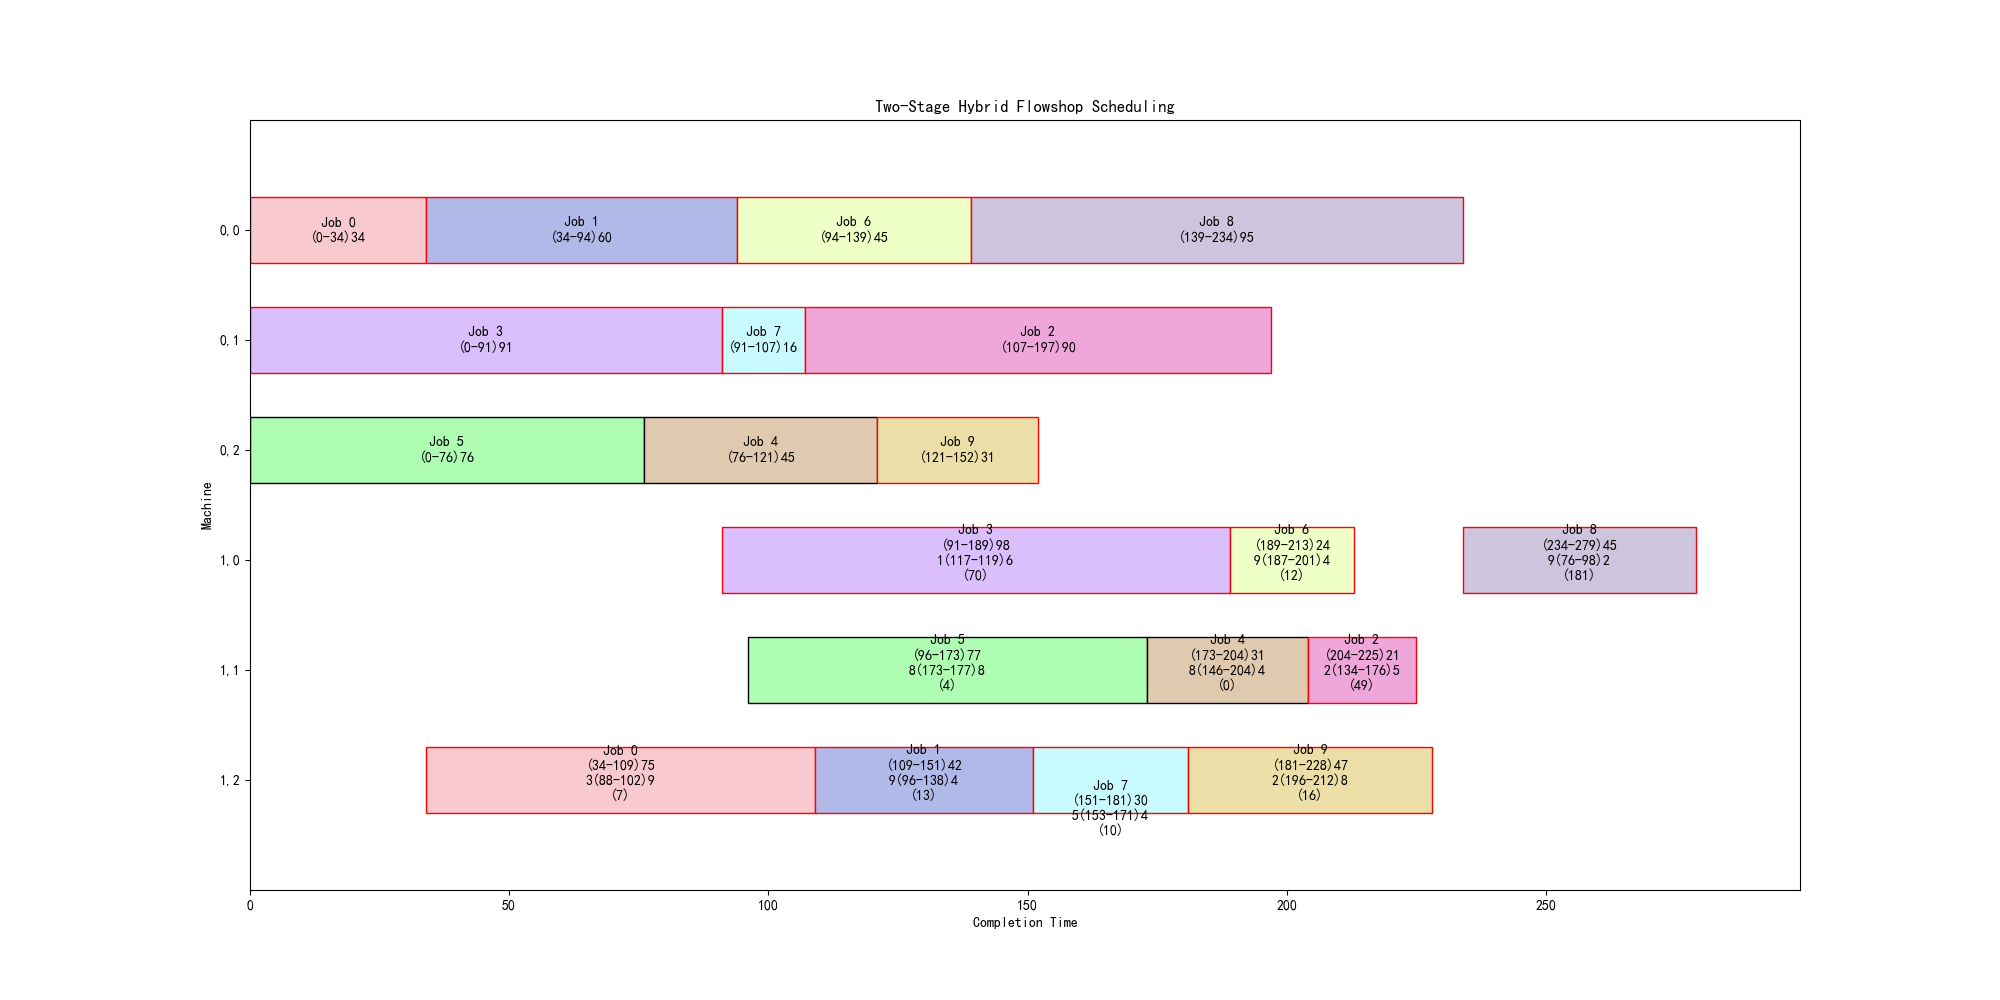 Two-Stage Hybrid Flowshop Scheduling
0,0
Job 0
(0-34)34
Job 1
(34-94)60
Job 6
(94-139)45
Job 8
(139-234)95
0,1
Job 3
(0-91)91
Job 7
(91-107)16
Job 2
(107-197)90
0,2
Job 5
(0-76)76
Job 4
(76-121)45
Job 9
(121-152)31
Machine
1,0
Job 3
(91-189)98
1(117-119)6
(70)
Job 6
(189-213)24
9(187-201)4
(12)
Job 8
(234-279)45
9(76-98)2
(181)
1,1
Job 5
(96-173)77
8(173-177)8
(4)
Job 4
(173-204)31
8(146-204)4
(0)
Job 2
(204-225)21
2(134-176)5
(49)
1,2
Job 0
(34-109)75
3(88-102)9
(7)
Job 1
(109-151)42
9(96-138)4
(13)
Job 7
(151-181)30
5(153-171)4
(10)
Job 9
(181-228)47
2(196-212)8
(16)
0
50
100
150
200
250
Completion Time